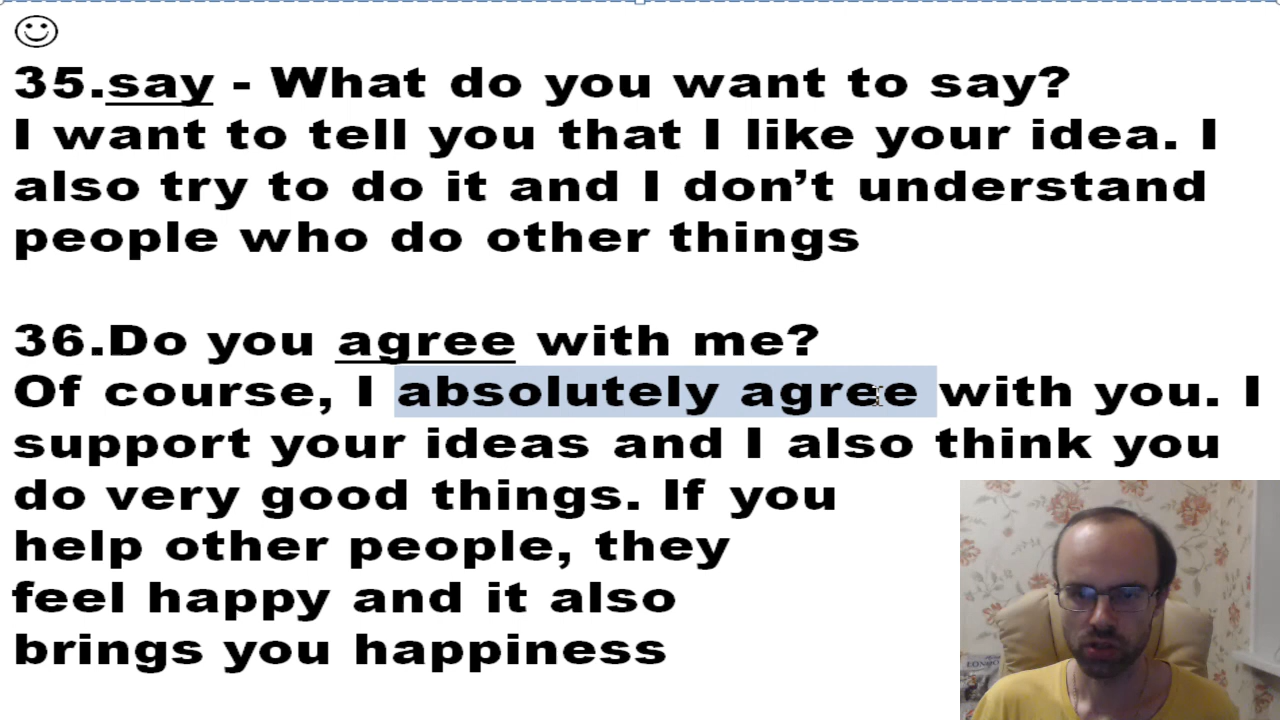 35.say - What do you want to say?
I want to tell you that I like your idea. I
also try to do it and I don’t understand
people who do other things
36.Do you agree with me?
Of course, I absolutely agree with you. I
support your ideas and I also think you
do very good things. If you
help other people, they
feel happy and it also
brings you happiness